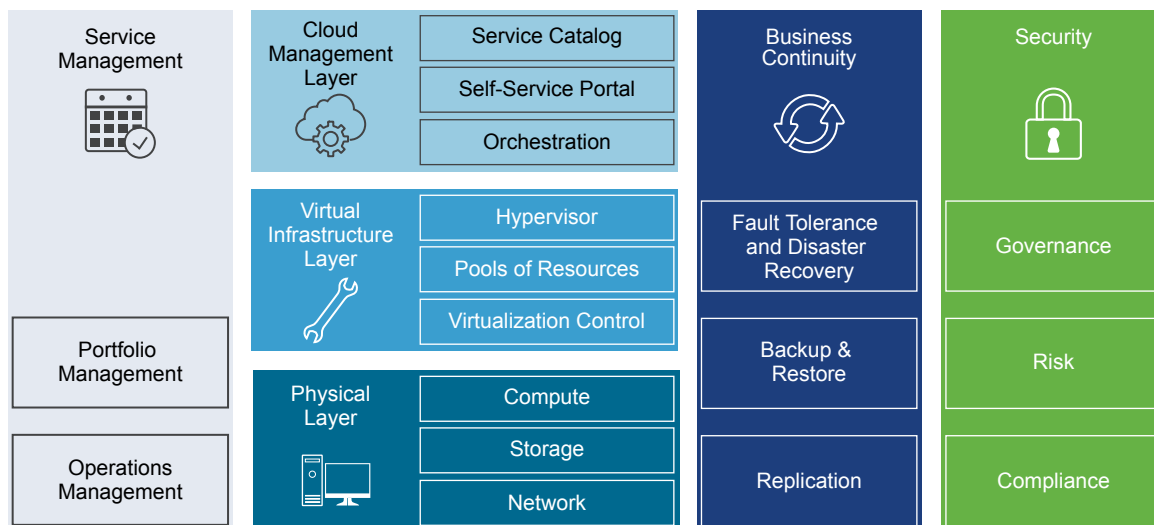 Service
Management
Portfolio
Management
Operations
Management
Cloud
Management
Layer
Service Catalog
Self-Service Portal
Orchestration
Virtual
Infrastructure
Layer
Hypervisor
Pools of Resources
Virtualization Control
Physical
Layer
Compute
Storage
Network
Business
Continuity
Fault Tolerance
and Disaster
Recovery
Backup &
Restore
Replication
Security
Governance
Risk
Compliance